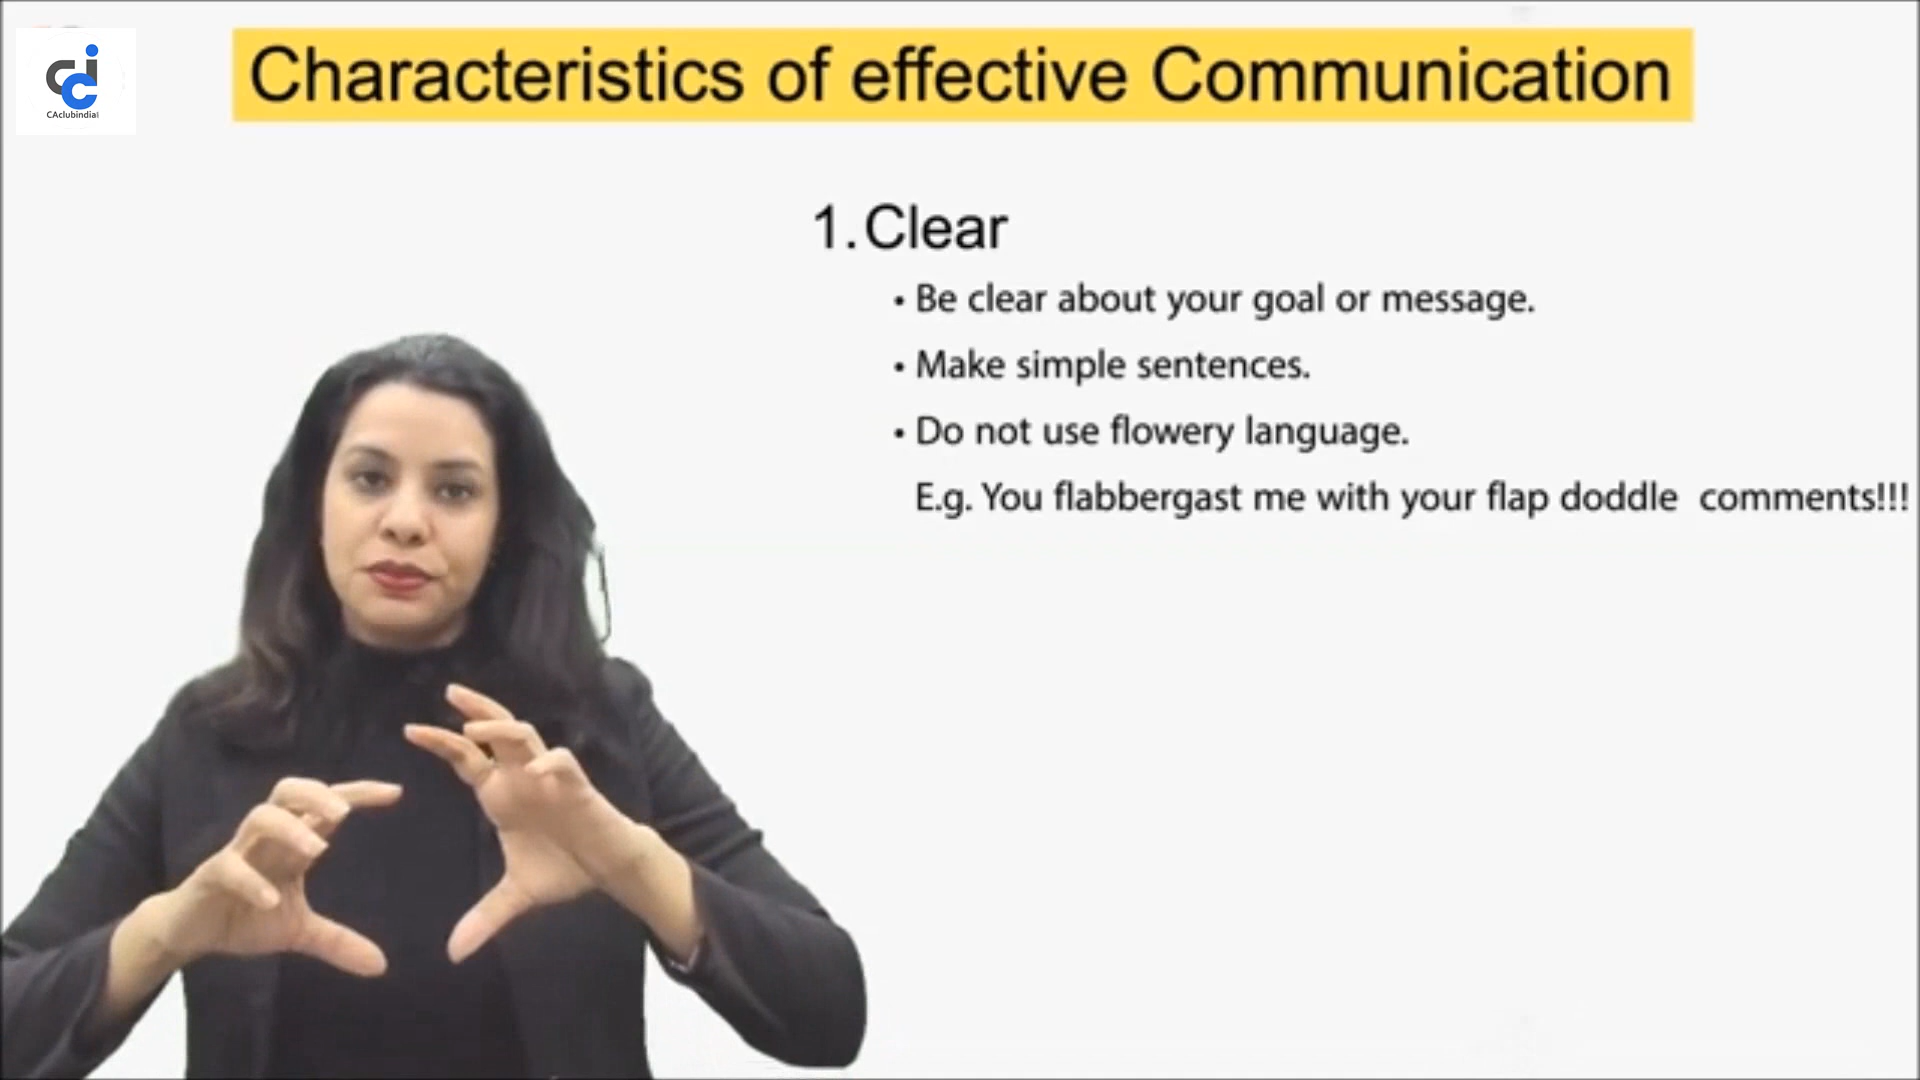 CAclubindia
Characteristics of effective Communication
1. Clear
• Be clear about your goal or message.
• Make simple sentences.
• Do not use flowery language.
E.g. You flabbergast me with your flap doddle comments!!!